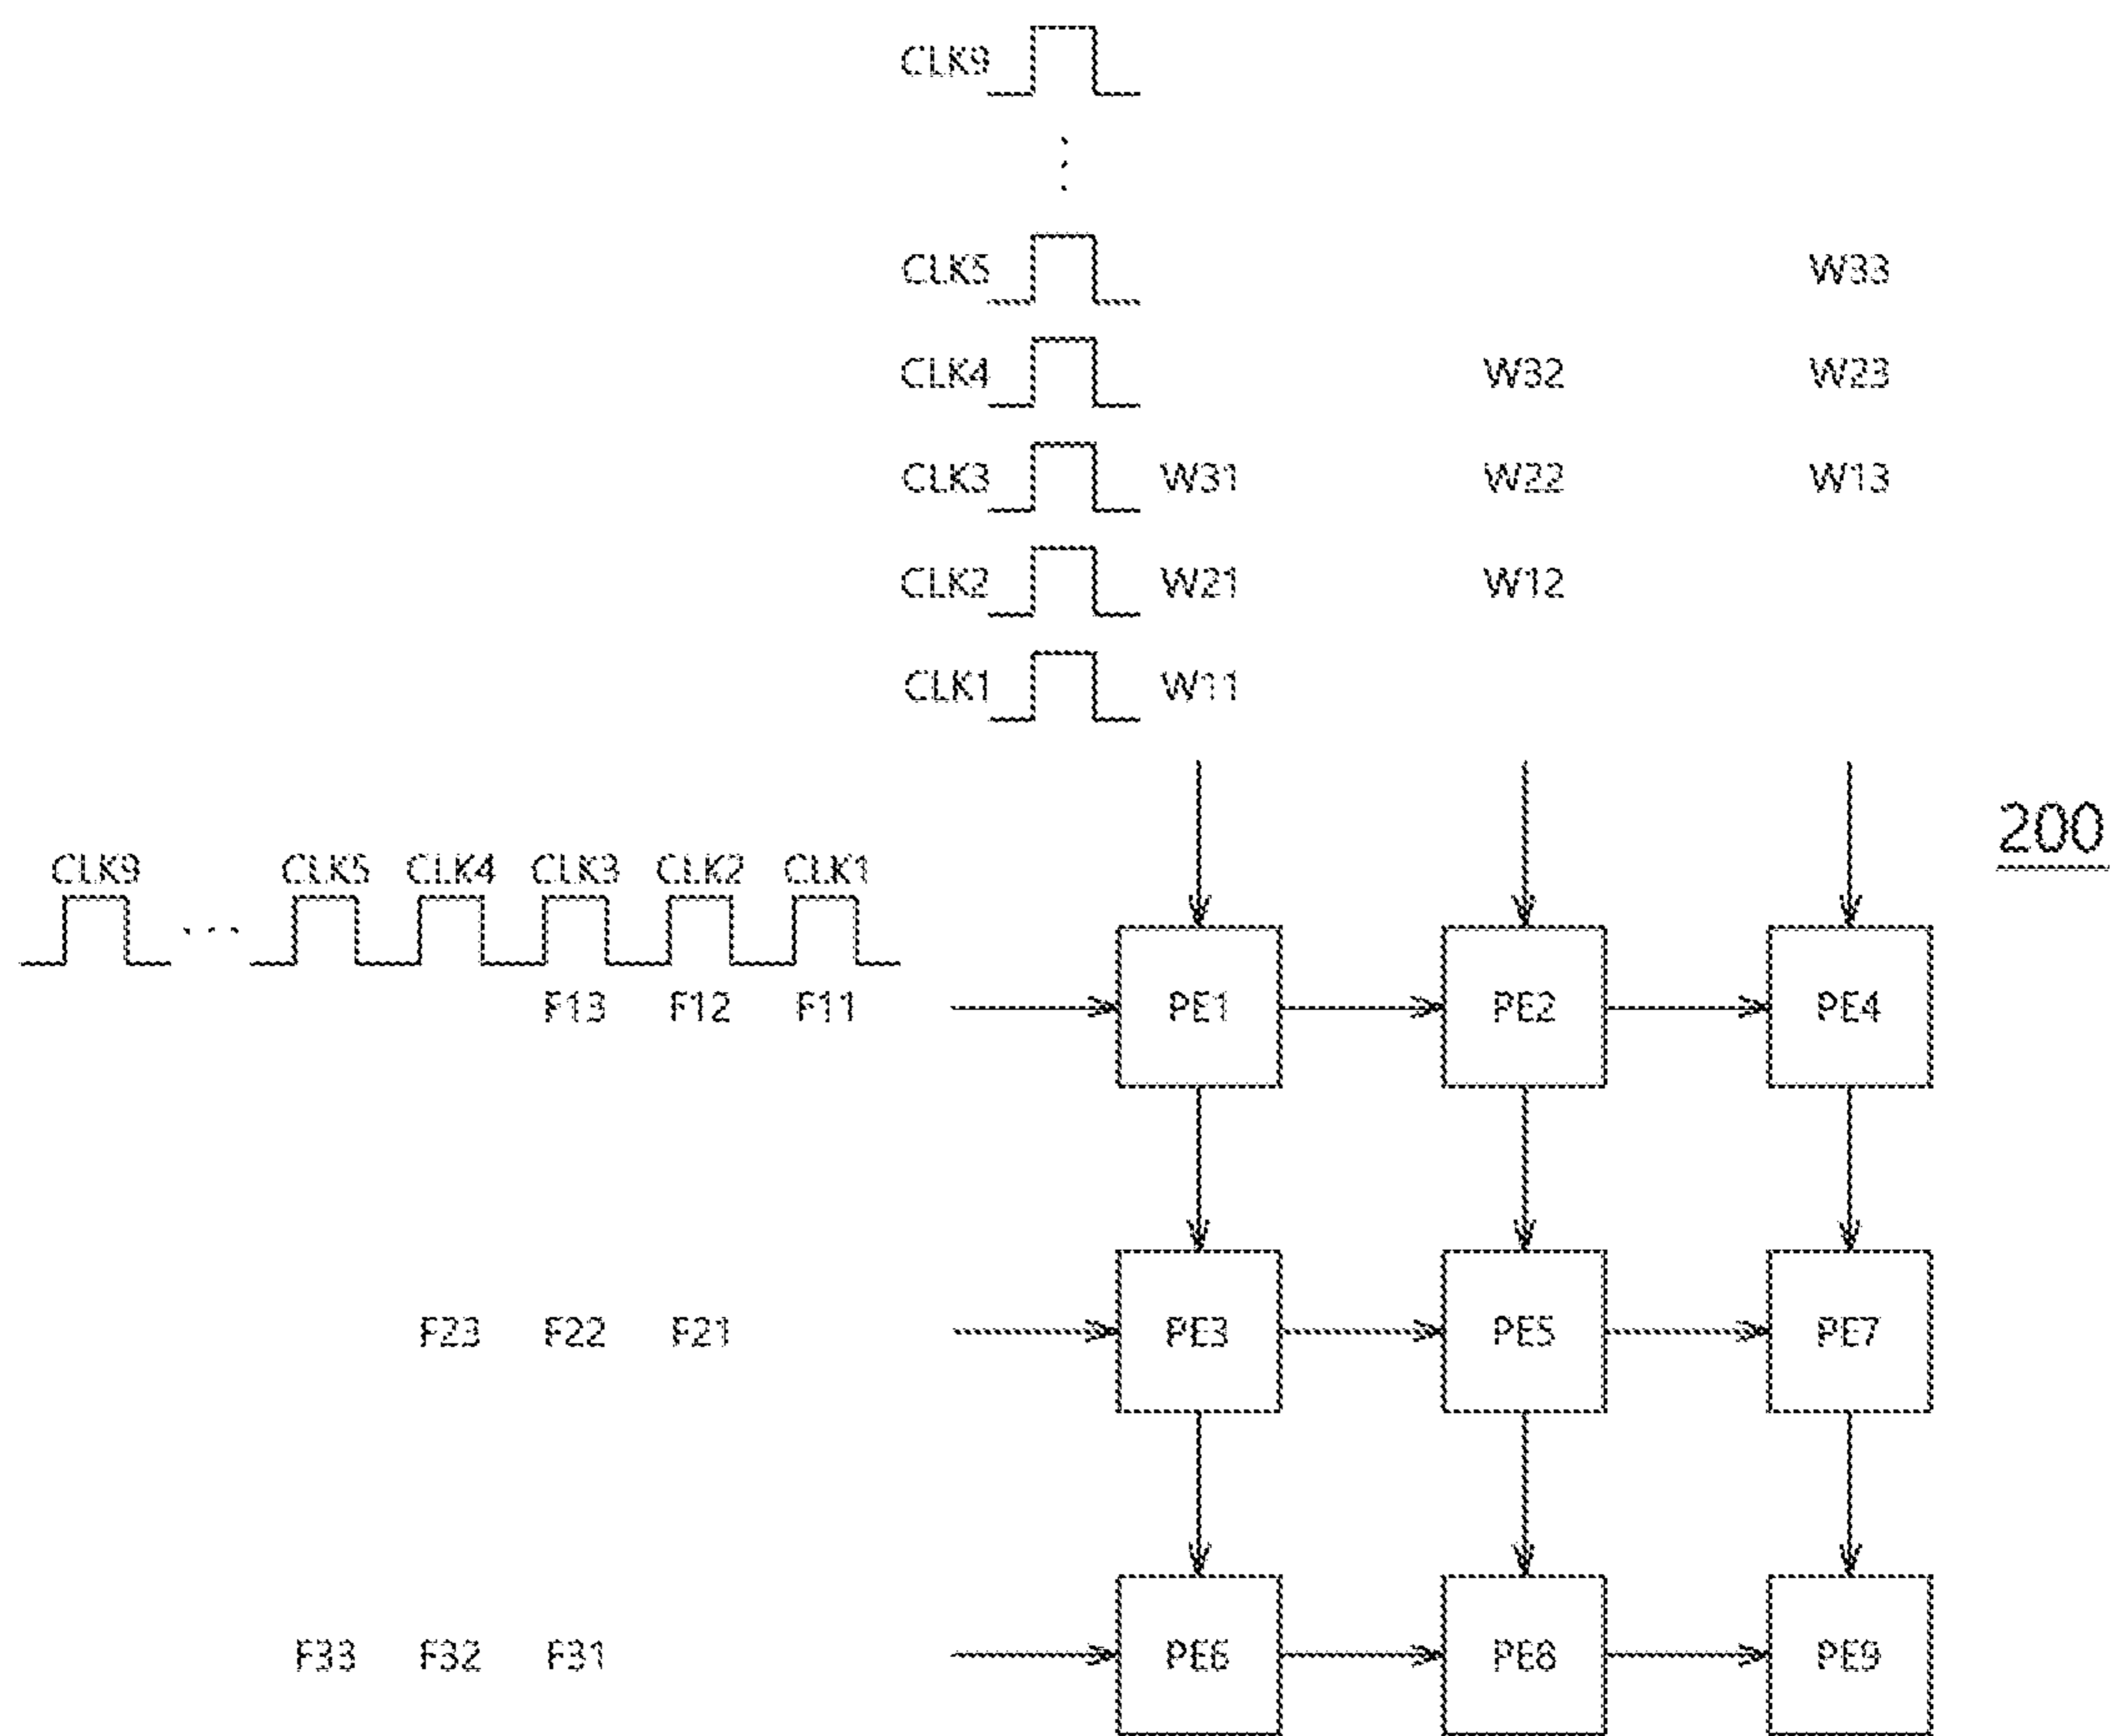 CLK9
CLK5 W33
CLK4 W32 W23
CLK3 W31 W22 W13
CLK2 W21 W12
CLK1 W11
200
CLK9 CLK5 CLK4 CLK3 CLK2 CLK1
F13 F12 F11 PE1 PE2 PE4
F23 F22 F21 PE3 PE5 PE7
F33 F32 F31 PE6 PE8 PE9